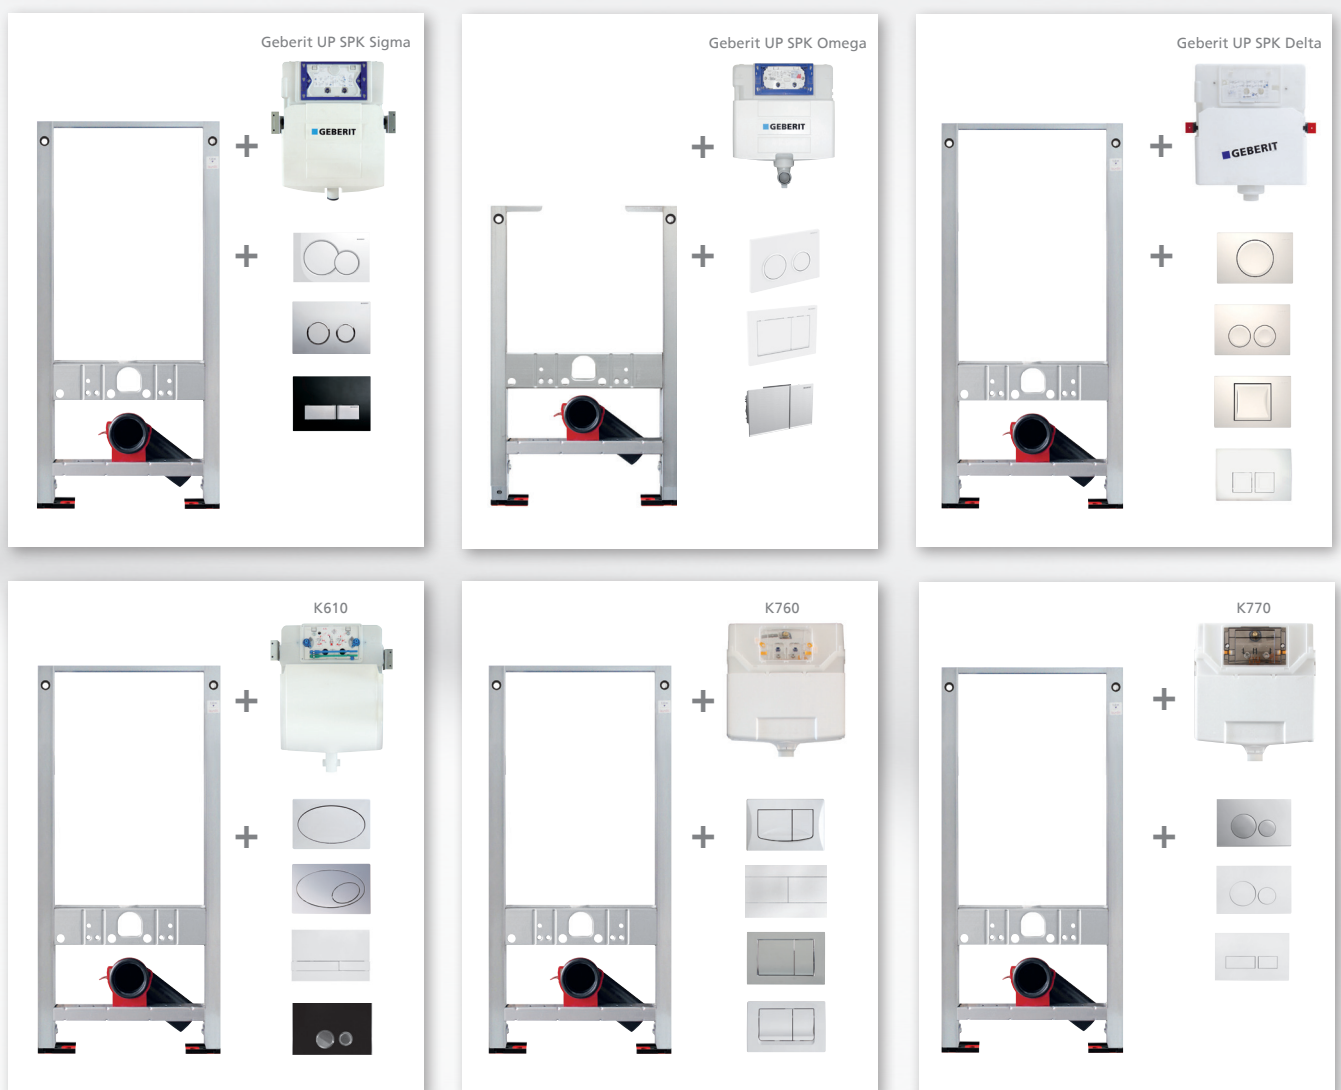 Geberit UP SPK Sigma
Geberit UP SPK Omega
Geberit UP SPK Delta
GEBERIT
GEBERIT
GEBERIT
K610
K760
K770